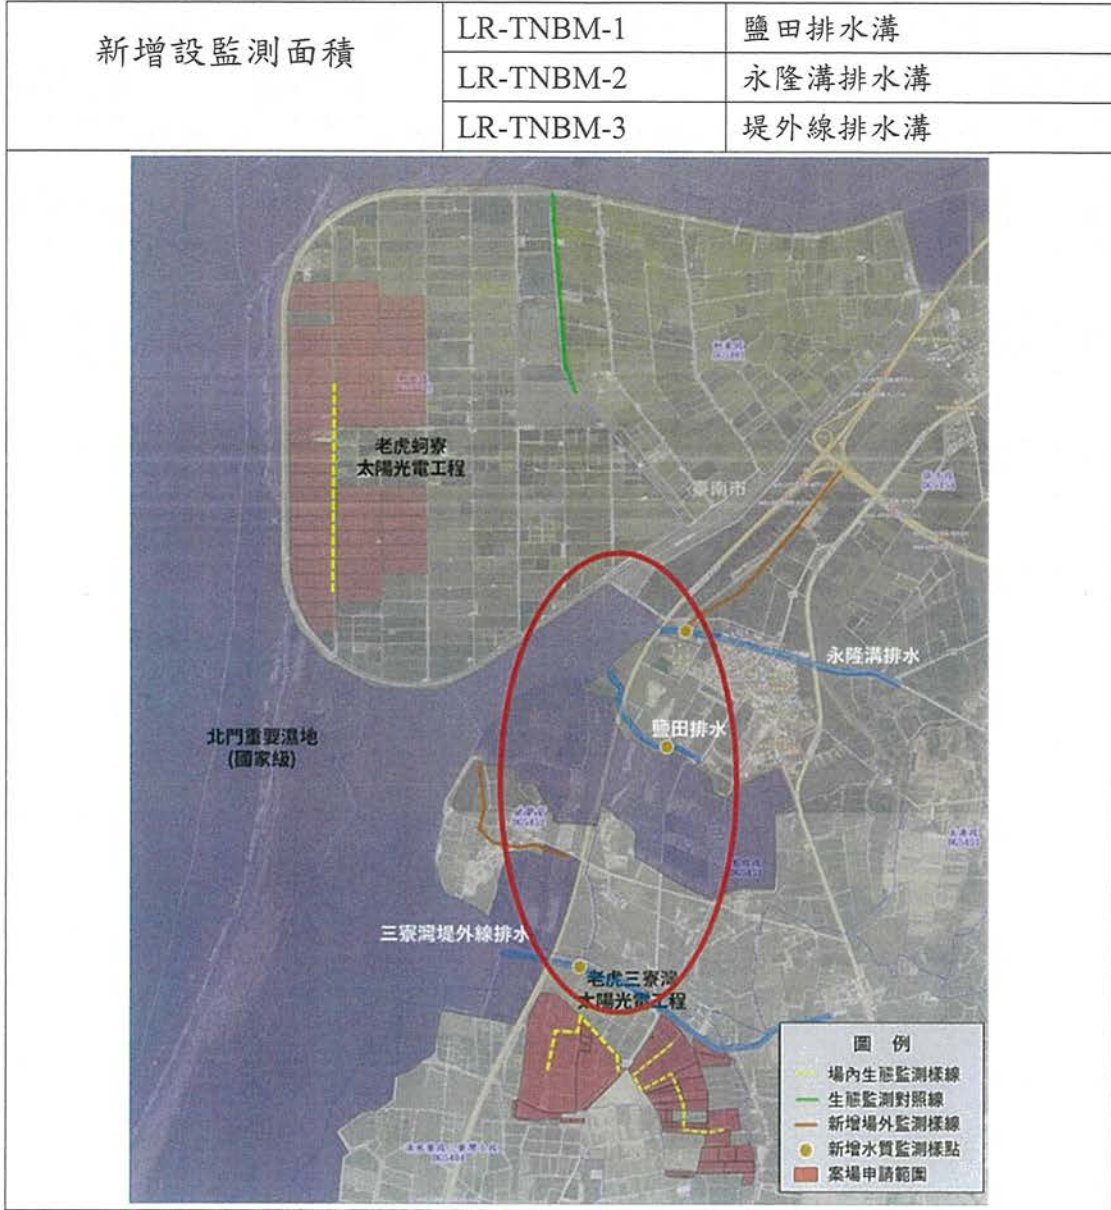 新增設監測面積
LR-TNBM-1 鹽田排水溝
LR-TNBM-2 永隆溝排水溝
LR-TNBM-3 堤外線排水溝
老虎蚵寮
太陽光電工程
臺南市
永隆溝排水
鹽田排水
北門重要濕地
(國家級)
三寮灣堤外線排水
老虎三寮灣
太陽光電工程
圖 例
場內生態監測樣線
生態監測對照線
新增場外監測樣線
新增水質監測樣點
案場申請範圍